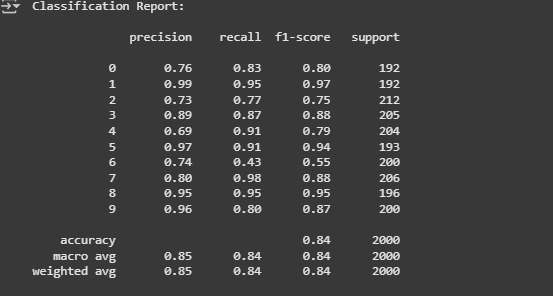 Classification Report:
precision recall f1-score support
0 0.76 0.83 0.80 192
1 0.99 0.95 0.97 192
2 0.73 0.77 0.75 212
3 0.89 0.87 0.88 205
4 0.69 0.91 0.79 204
5 0.97 0.91 0.94 193
6 0.74 0.43 0.55 200
7 0.80 0.98 0.88 206
8 0.95 0.95 0.95 196
9 0.96 0.80 0.87 200
accuracy 0.84 2000
macro avg 0.85 0.84 0.84 2000
weighted avg 0.85 0.84 0.84 2000